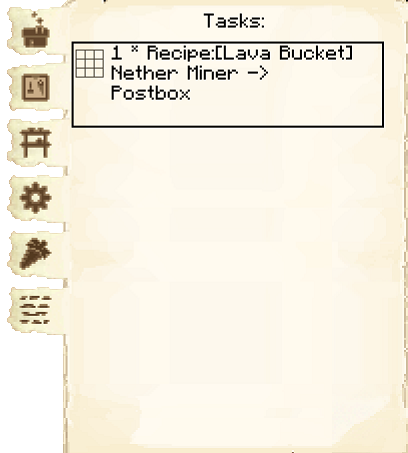 Tasks:
1 * Recipe:[Lava Bucket]
Nether Miner ->
Postbox